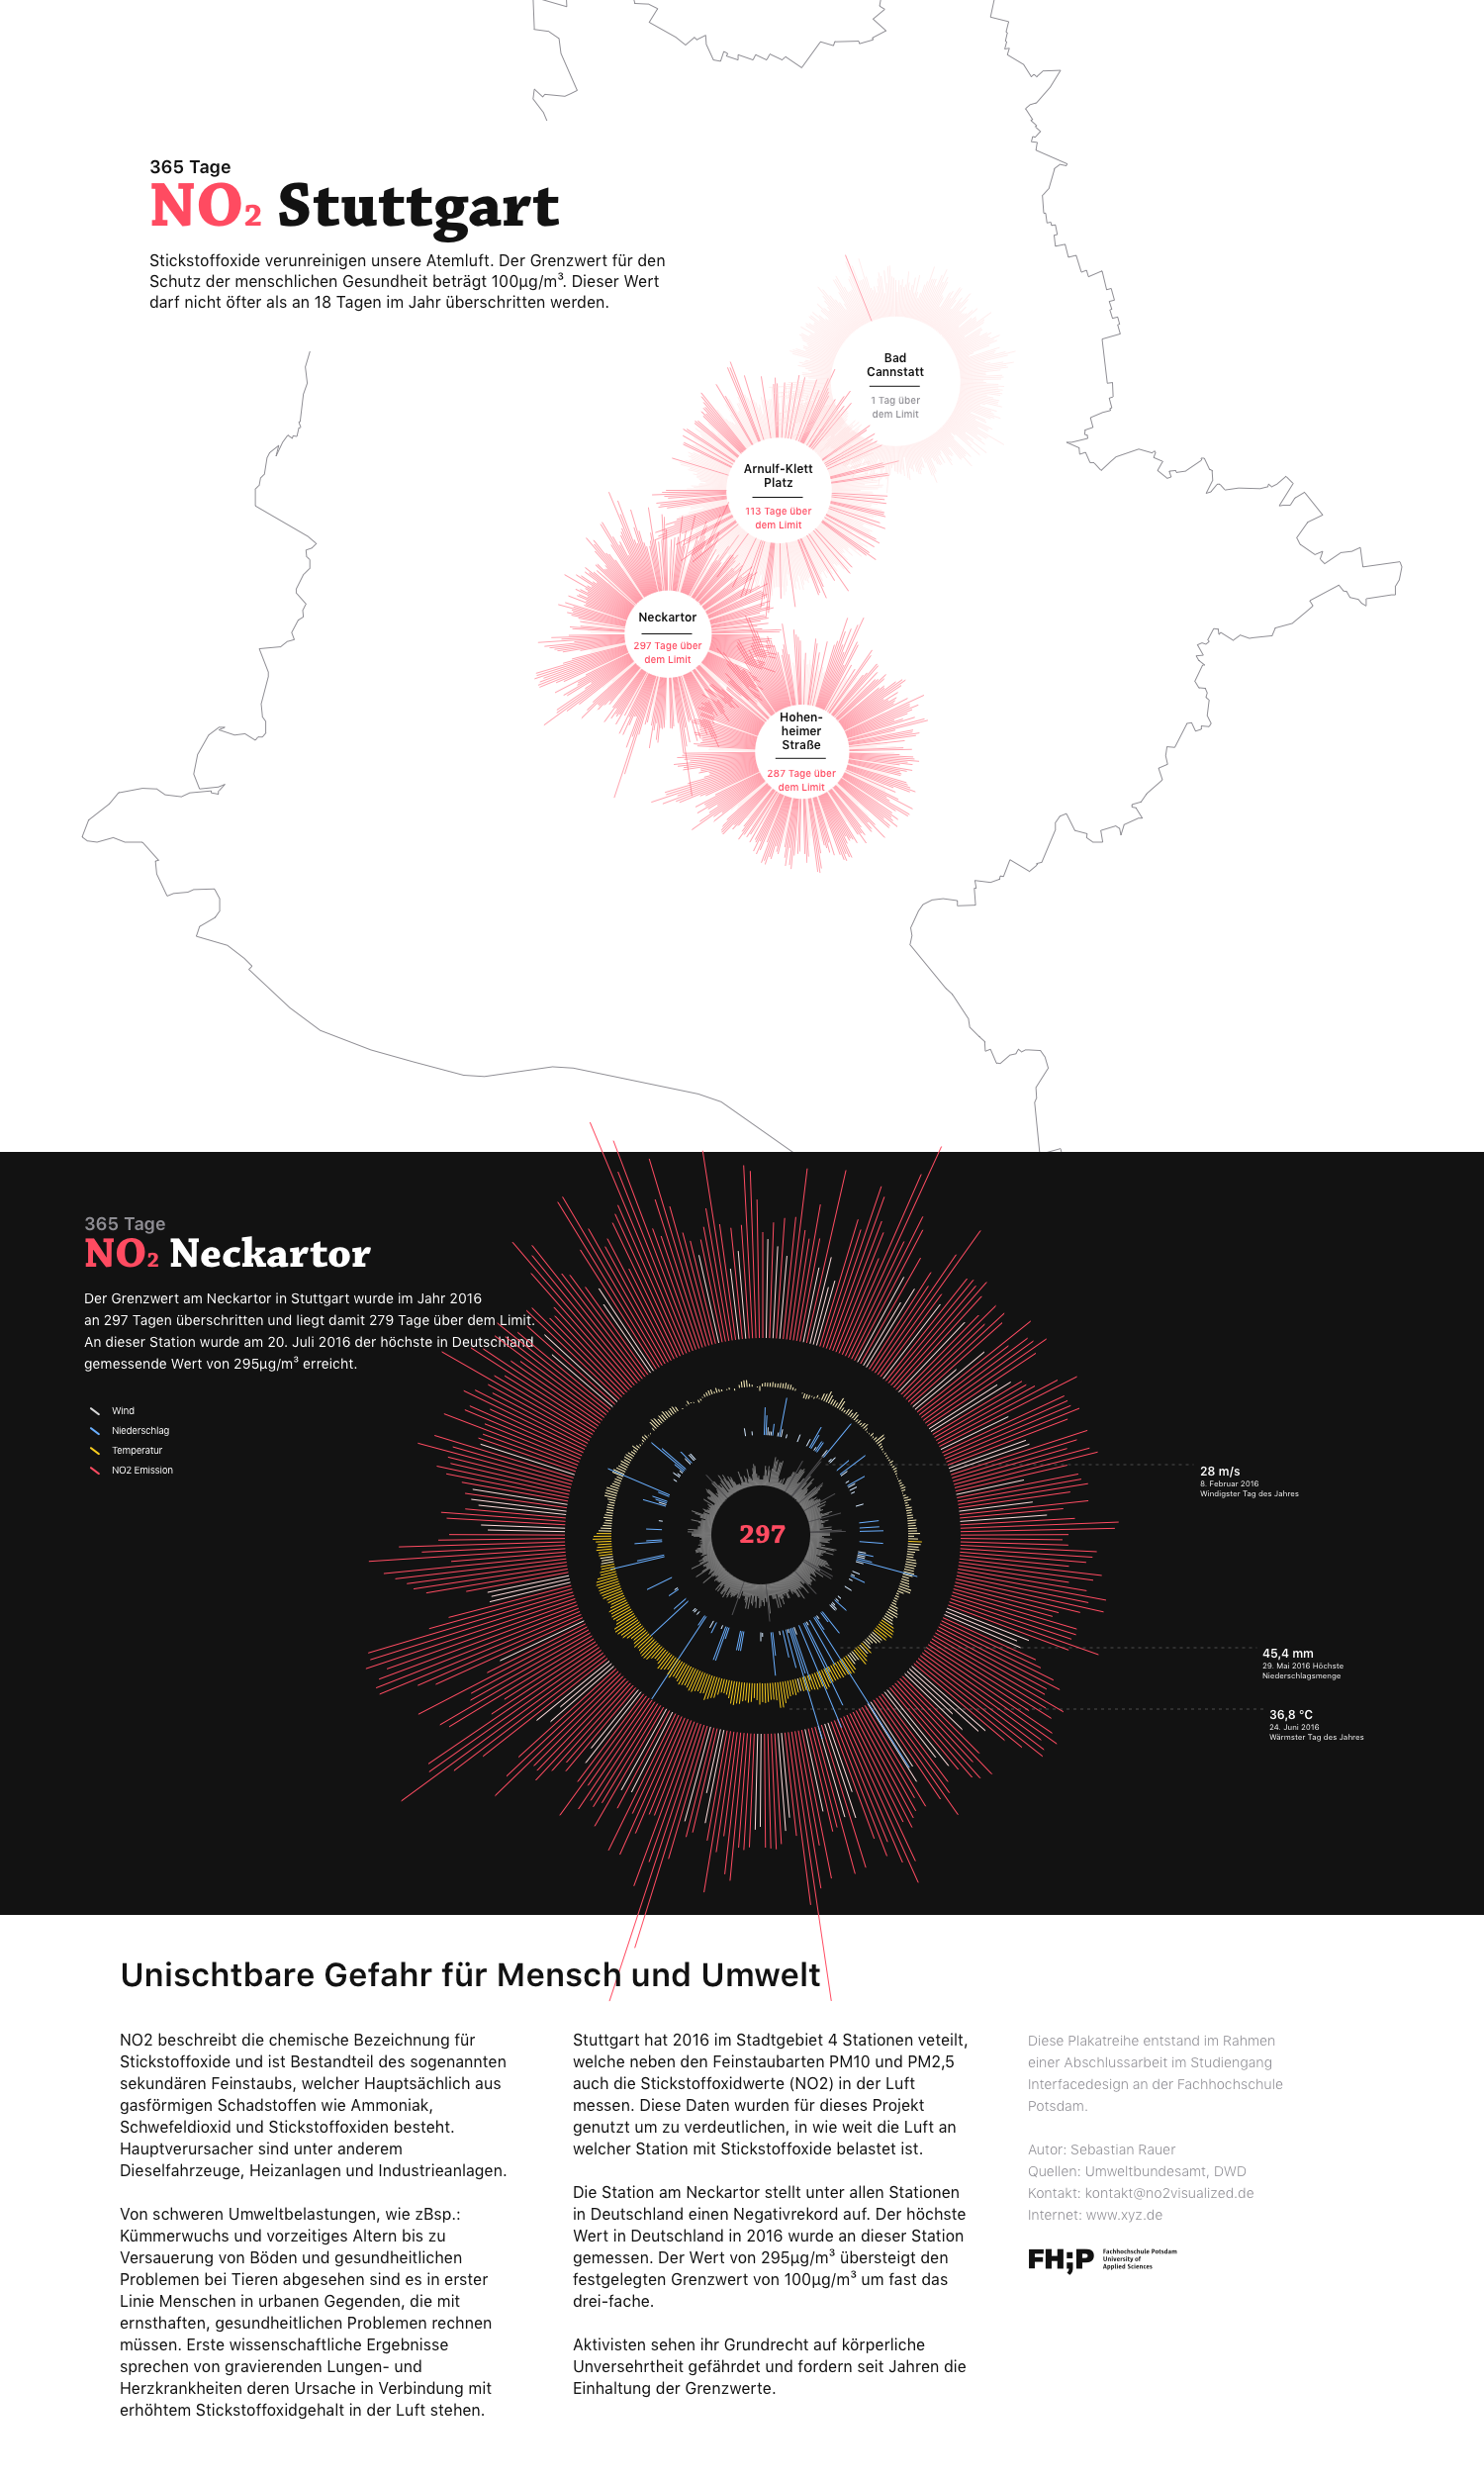 365 Tage
NO2 Stuttgart
Stickstoffoxide verunreinigen unsere Atemluft. Der Grenzwert für den
Schutz der menschlichen Gesundheit beträgt 100µg/m³. Dieser Wert
darf nicht öfter als an 18 Tagen im Jahr überschritten werden.
Bad
Cannstatt
1 Tag über
dem Limit
Arnulf-Klett
Platz
113 Tage über
dem Limit
Neckartor
297 Tage über
dem Limit
Hohen-
heimer
Straße
287 Tage über
dem Limit
365 Tage
NO2 Neckartor
Der Grenzwert am Neckartor in Stuttgart wurde im Jahr 2016
an 297 Tagen überschritten und liegt damit 279 Tage über dem Limit.
An dieser Station wurde am 20. Juli 2016 der höchste in Deutschland
gemessende Wert von 295µg/m³ erreicht.
Wind
Niederschlag
Temperatur
NO2 Emission
297
28 m/s
8. Februar 2016
Windigster Tag des Jahres
45,4 mm
29. Mai 2016 Höchste
Niederschlagsmenge
36,8 °C
24. Juni 2016
Wärmster Tag des Jahres
Unischtbare Gefahr für Mensch und Umwelt
NO2 beschreibt die chemische Bezeichnung für
Stickstoffoxide und ist Bestandteil des sogenannten
sekundären Feinstaubs, welcher Hauptsächlich aus
gasförmigen Schadstoffen wie Ammoniak,
Schwefeldioxid und Stickstoffoxiden besteht.
Hauptverursacher sind unter anderem
Dieselfahrzeuge, Heizanlagen und Industrieanlagen.
Von schweren Umweltbelastungen, wie zBsp.:
Kümmerwuchs und vorzeitiges Altern bis zu
Versauerung von Böden und gesundheitlichen
Problemen bei Tieren abgesehen sind es in erster
Linie Menschen in urbanen Gegenden, die mit
ernsthaften, gesundheitlichen Problemen rechnen
müssen. Erste wissenschaftliche Ergebnisse
sprechen von gravierenden Lungen- und
Herzkrankheiten deren Ursache in Verbindung mit
erhöhtem Stickstoffoxidgehalt in der Luft stehen.
Stuttgart hat 2016 im Stadtgebiet 4 Stationen veteilt,
welche neben den Feinstaubarten PM10 und PM2,5
auch die Stickstoffoxidwerte (NO2) in der Luft
messen. Diese Daten wurden für dieses Projekt
genutzt um zu verdeutlichen, in wie weit die Luft an
welcher Station mit Stickstoffoxide belastet ist.
Die Station am Neckartor stellt unter allen Stationen
in Deutschland einen Negativrekord auf. Der höchste
Wert in Deutschland in 2016 wurde an dieser Station
gemessen. Der Wert von 295µg/m³ übersteigt den
festgelegten Grenzwert von 100µg/m³ um fast das
drei-fache.
Aktivisten sehen ihr Grundrecht auf körperliche
Unversehrtheit gefährdet und fordern seit Jahren die
Einhaltung der Grenzwerte.
Diese Plakatreihe entstand im Rahmen
einer Abschlussarbeit im Studiengang
Interfacedesign an der Fachhochschule
Potsdam.
Autor: Sebastian Rauer
Quellen: Umweltbundesamt, DWD
Kontakt: kontakt@no2visualized.de
Internet: www.xyz.de
FH;P
Fachhochschule Potsdam
University of
Applied Sciences